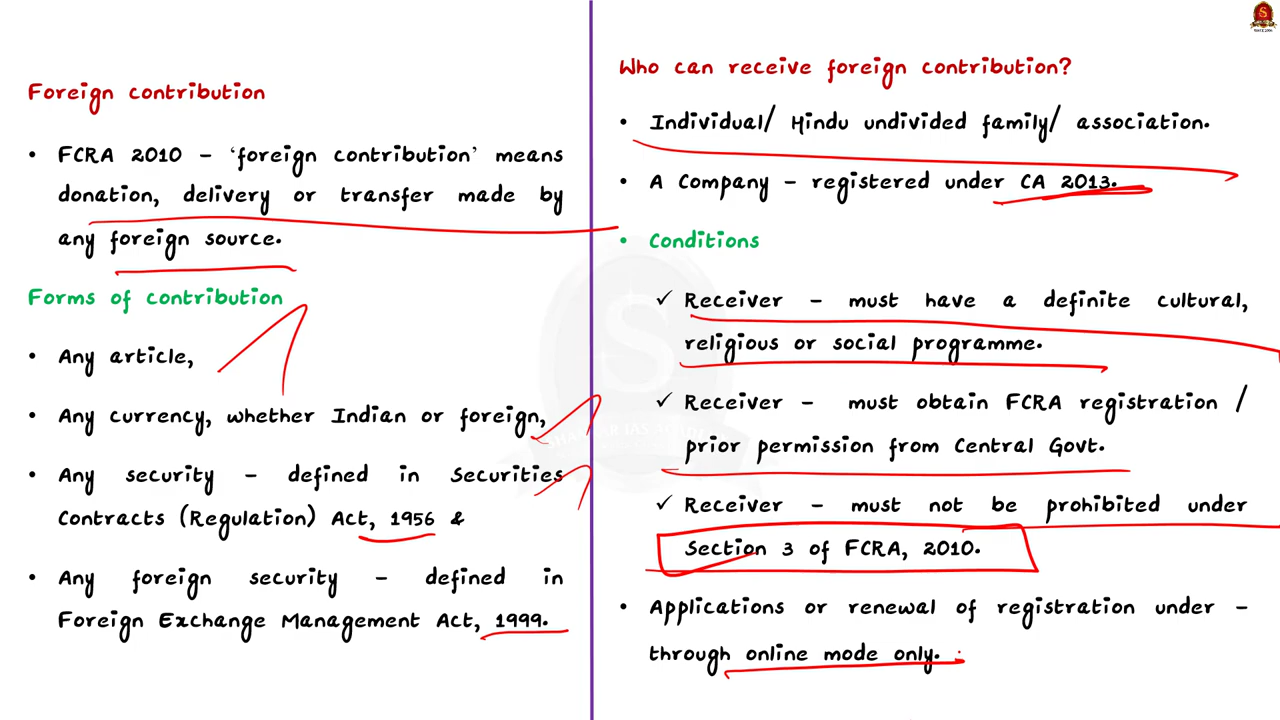 Foreign contribution
• FCRA 2010 – ‘foreign contribution’ means
donation, delivery or transfer made by
any foreign source.
Forms of contribution
• Any article,
• Any currency, whether Indian or foreign,
• Any security – defined in Securities
Contracts (Regulation) Act, 1956 &
• Any foreign security – defined in
Foreign Exchange Management Act, 1999.
Who can receive foreign contribution?
• Individual/ Hindu undivided family/ association.
• A Company – registered under CA 2013.
• Conditions
✓ Receiver – must have a definite cultural,
religious or social programme.
✓ Receiver – must obtain FCRA registration /
prior permission from Central Govt.
✓ Receiver – must not be prohibited under
Section 3 of FCRA, 2010.
• Applications or renewal of registration under –
through online mode only.